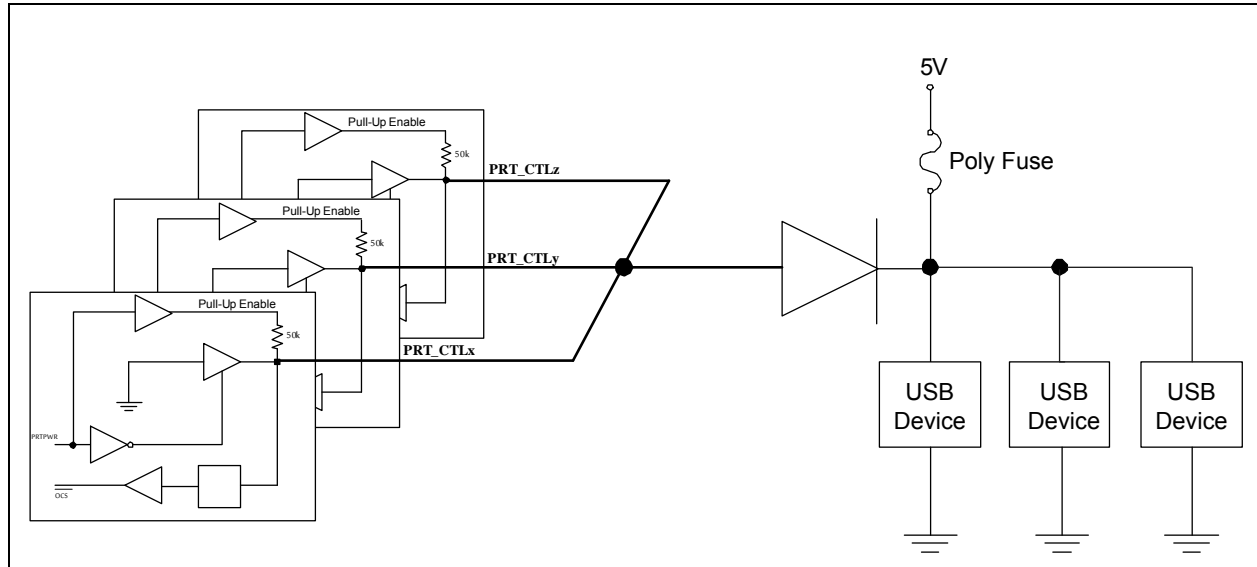 5V
Poly Fuse
Pull-Up Enable
50k
PRT_CTLz
Pull-Up Enable
50k
PRT_CTLy
Pull-Up Enable
50k
PRT_CTLx
PRTPWR
OCS
USB
Device
USB
Device
USB
Device